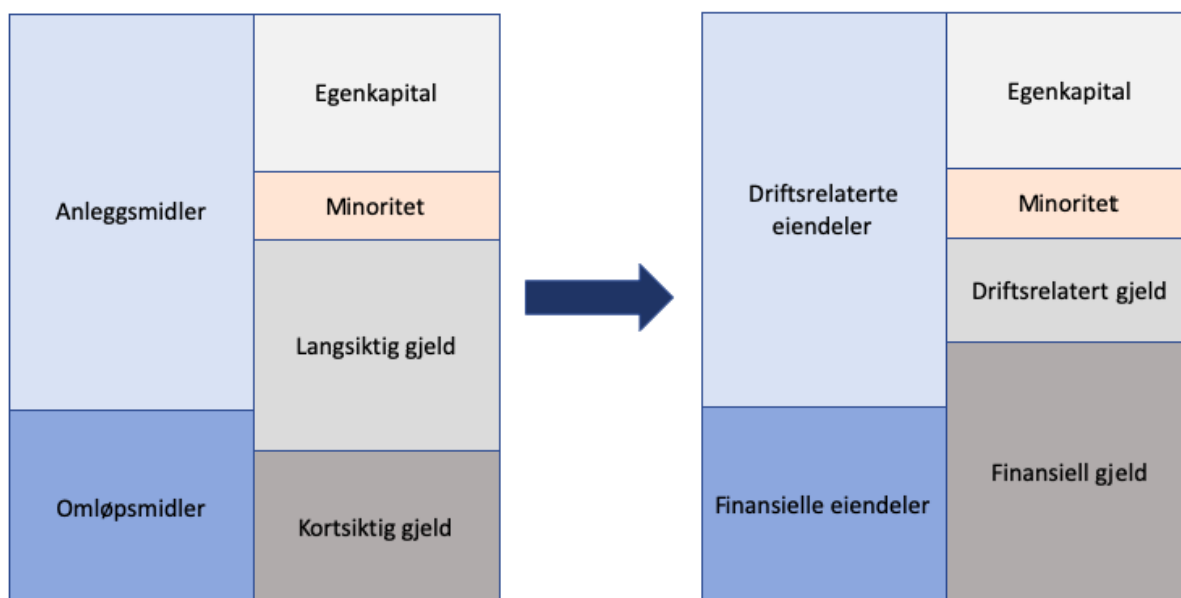 Anleggsmidler
Omløpsmidler
Egenkapital
Minoritet
Langsiktig gjeld
Kortsiktig gjeld
Driftsrelaterte
eiendeler
Finansielle eiendeler
Egenkapital
Minoritet
Driftsrelatert gjeld
Finansiell gjeld